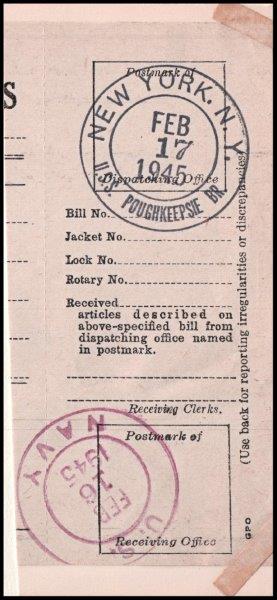 Postmark of
NEW YORK, N.Y.
FEB
17
1945
U.S.S. POUGHKEEPSIE BR.
Dispatching Office
S
Bill No.
Jacket No.
Lock No.
Rotary No.
Received
articles described on
above-specified bill from
dispatching office named
in postmark.
Receiving Clerks.
(Use back for reporting irregularities or discrepancies)
Postmark of
U. S. NAVY
FEB
16
1945
Receiving Office
GPO